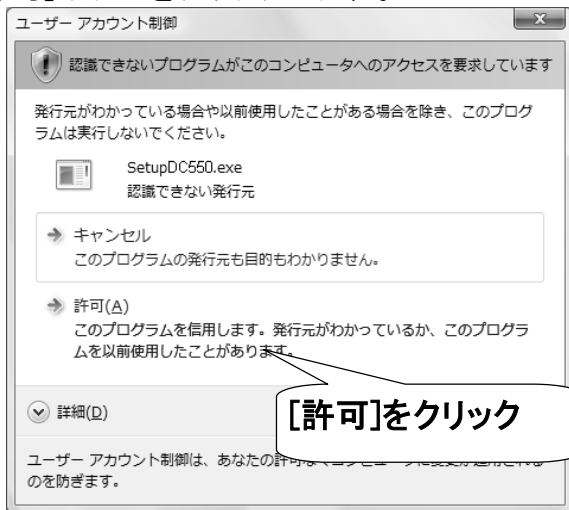 ユーザー アカウント制御
認識できないプログラムがこのコンピュータへのアクセスを要求しています
発行元がわかっている場合や以前使用したことがある場合を除き、このプログ
ラムは実行しないでください。
SetupDC550.exe
認識できない発行元
キャンセル
このプログラムの発行元も目的もわかりません。
許可(A)
このプログラムを信用します。発行元がわかっているか、このプログラ
ムを以前使用したことがあります。
詳細(D)
[許可]をクリック
ユーザー アカウント制御は、あなたの許可なく
のを防ぎます。